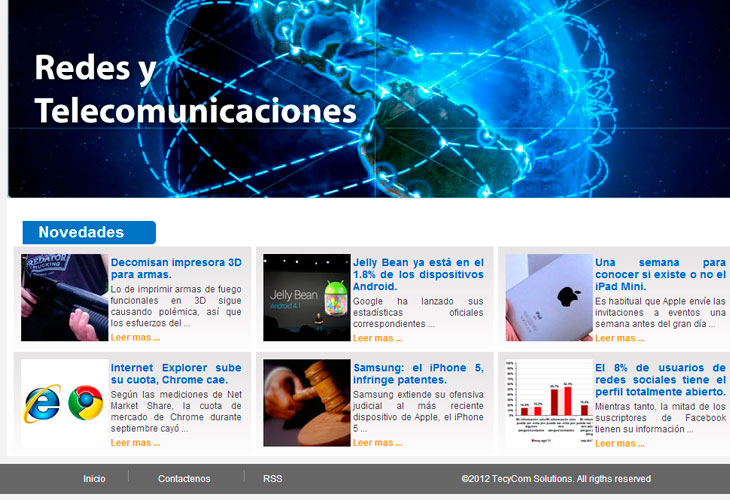 Redes y
Telecomunicaciones
Novedades
PREDATOR
TRUCKING
Decomisan impresora 3D
para armas.
Lo de imprimir armas de fuego
funcionales en 3D sigue
causando polémica, así que
los esfuerzos del ...
Leer mas ...
Jelly Bean
Android 4.1
Jelly Bean ya está en el
1.8% de los dispositivos
Android.
Google ha lanzado sus
estadísticas oficiales
correspondientes ...
Leer mas ...
iPad
Una semana para
conocer si existe o no el
iPad Mini.
Es habitual que Apple envíe las
invitaciones a eventos una
semana antes del gran día ...
Leer mas ...
Internet Explorer sube
su cuota, Chrome cae.
Según las mediciones de Net
Market Share, la cuota de
mercado de Chrome durante
septiembre cayó ...
Leer mas ...
Samsung: el iPhone 5,
infringe patentes.
Samsung extiende su ofensiva
judicial al más reciente
dispositivo de Apple, el iPhone
5 ...
Leer mas ...
El 8% de usuarios de
redes sociales tiene el
perfil totalmente abierto.
Mientras tanto, la mitad de los
suscriptores de Facebook
tienen su información ...
Leer mas ...
Inicio
Contactenos
RSS
©2012 TecyCom Solutions. All rigths reserved